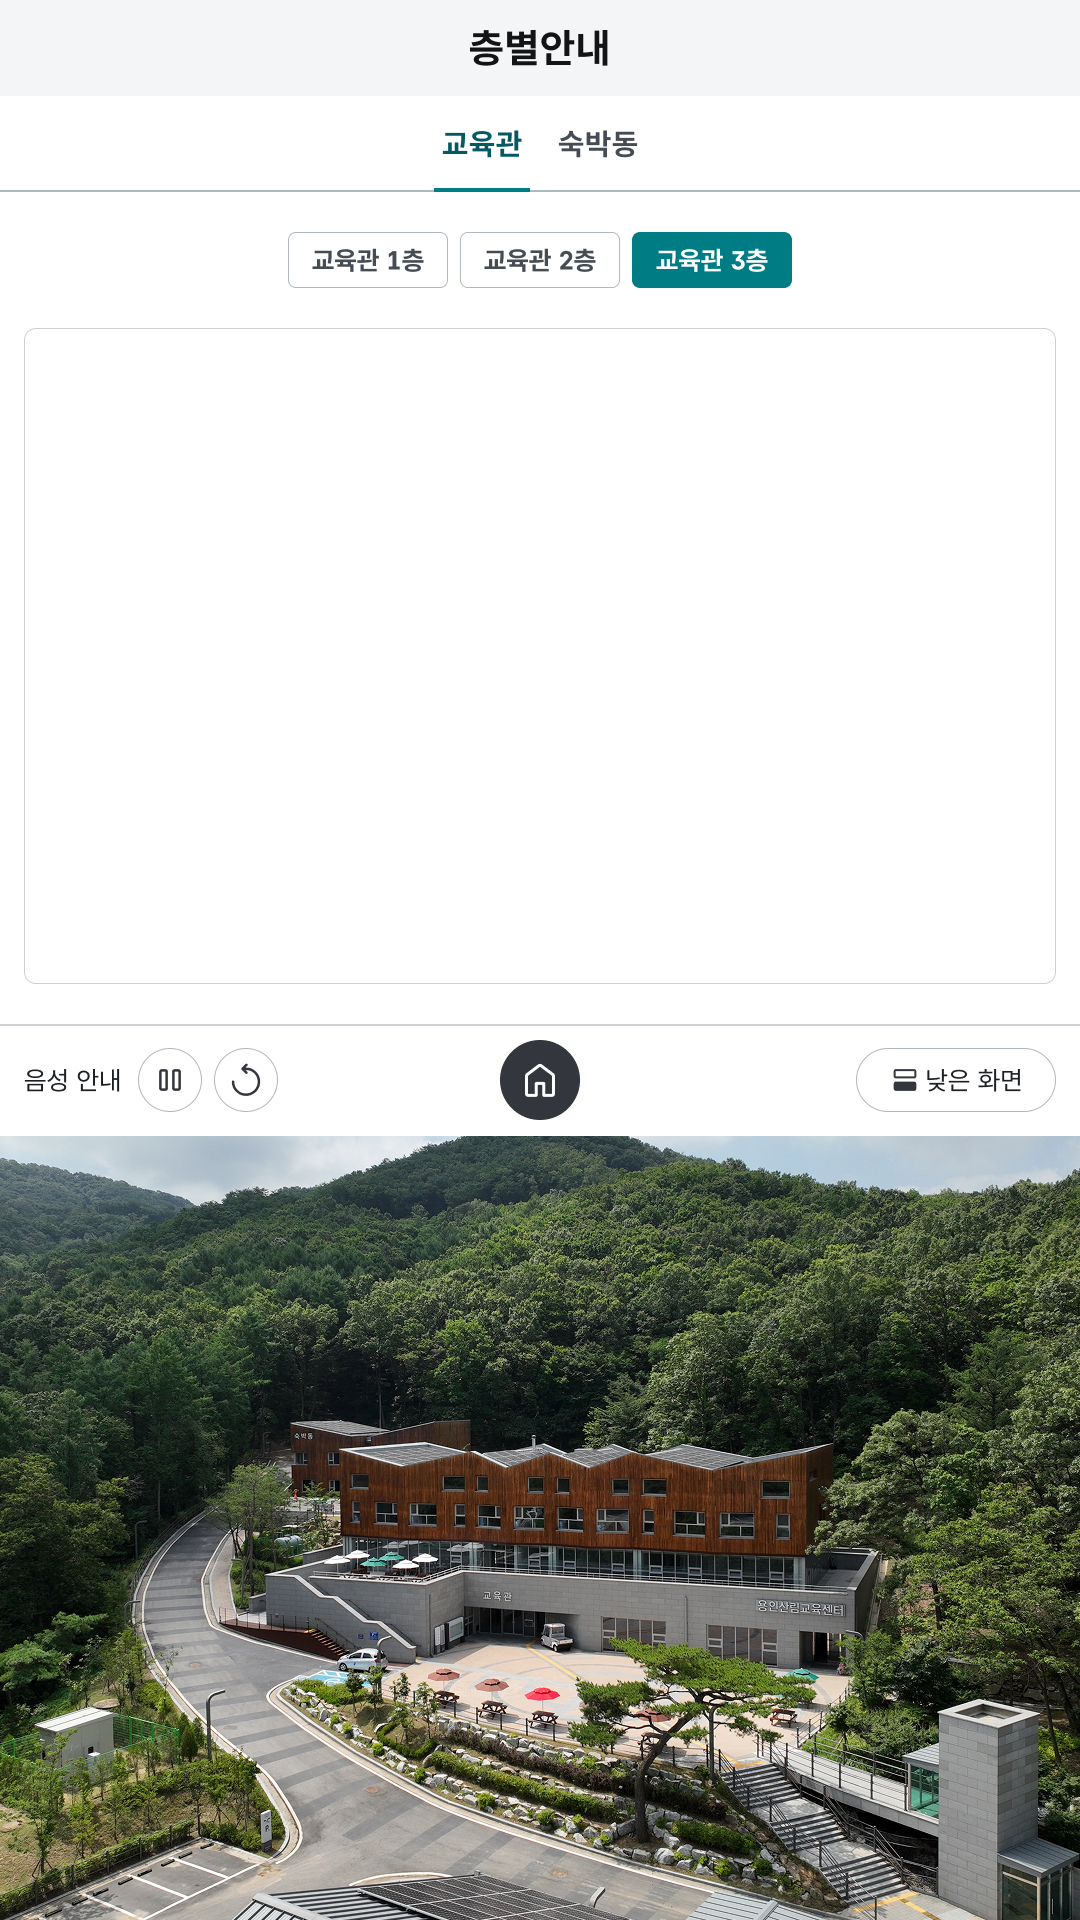 층별안내
교육관 숙박동
교육관 1층 교육관 2층 교육관 3층
음성 안내
낮은 화면
숙박동
교육관
용인산림교육센터